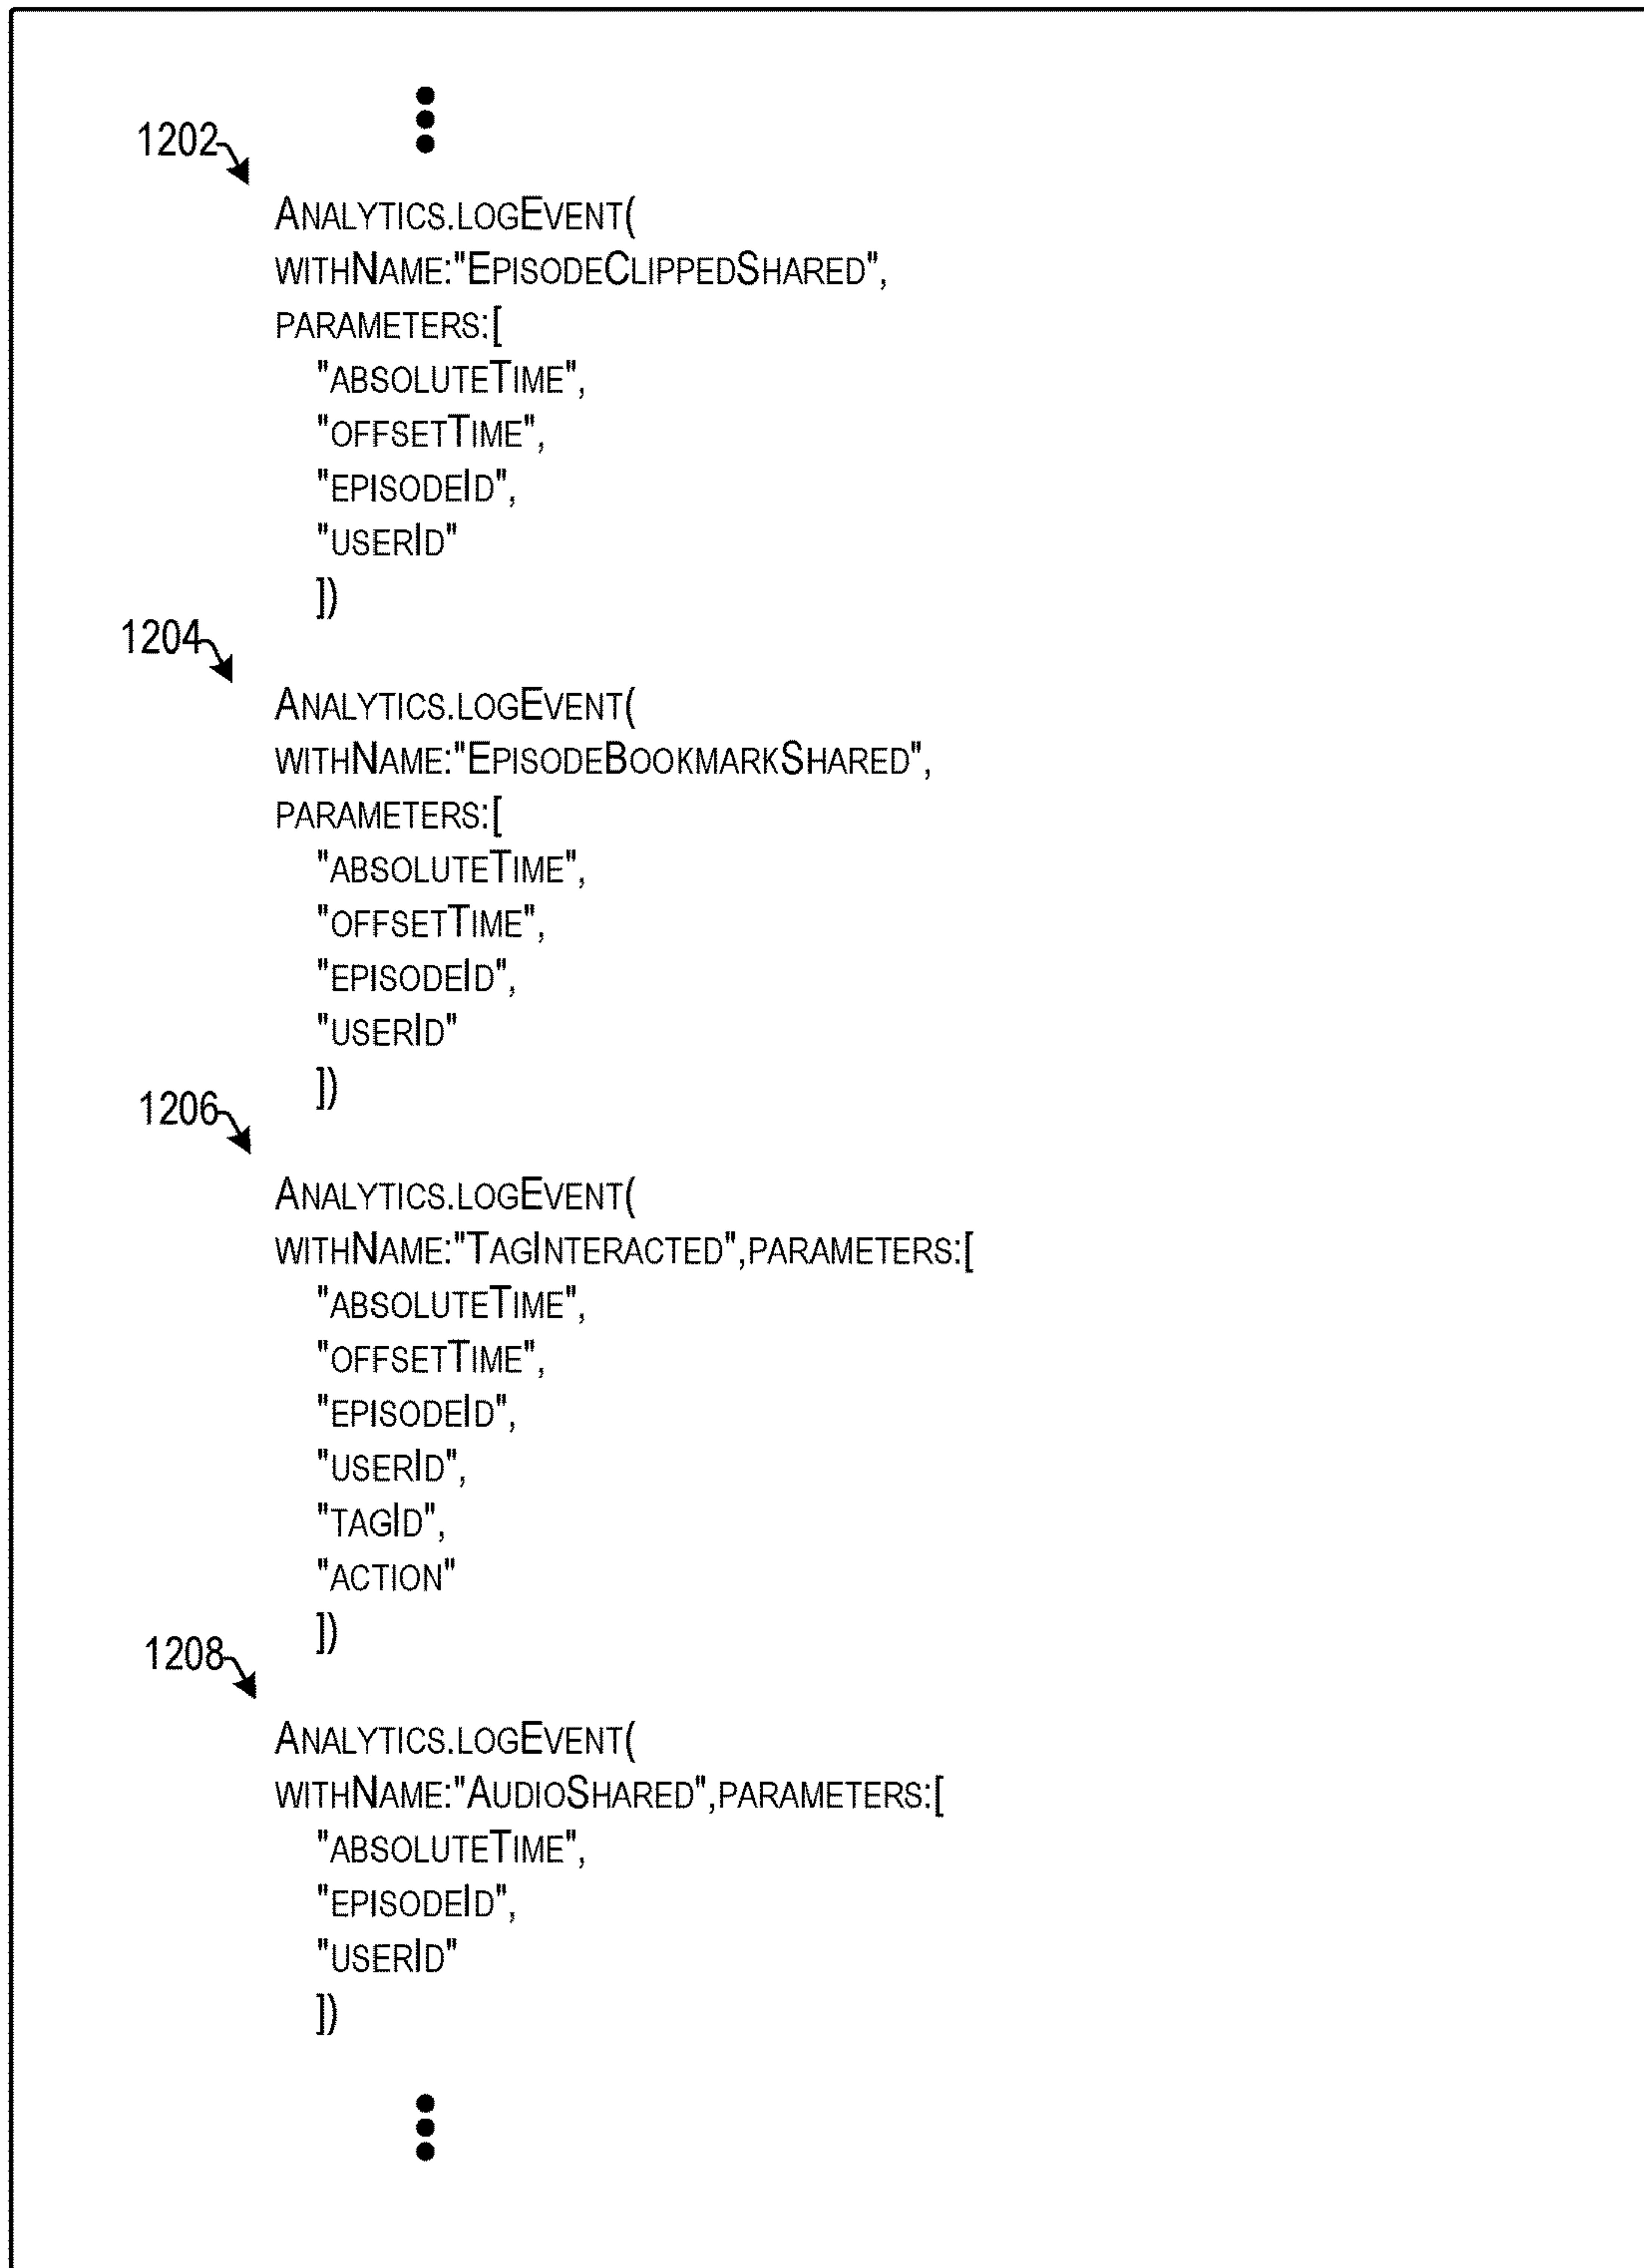 1202
Analytics.logEvent(
withName:"EpisodeClippedShared",
parameters:[
"absoluteTime",
"offsetTime",
"episodeId",
"userId"
])
1204
Analytics.logEvent(
withName:"EpisodeBookmarkShared",
parameters:[
"absoluteTime",
"offsetTime",
"episodeId",
"userId"
])
1206
Analytics.logEvent(
withName:"TagInteracted",parameters:[
"absoluteTime",
"offsetTime",
"episodeId",
"userId",
"tagId",
"action"
])
1208
Analytics.logEvent(
withName:"AudioShared",parameters:[
"absoluteTime",
"episodeId",
"userId"
])